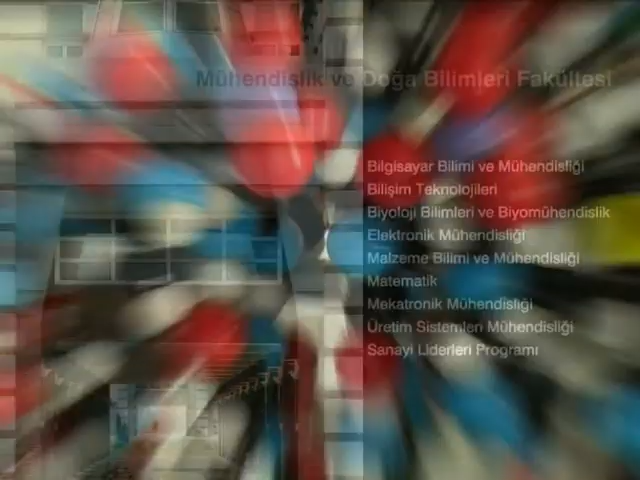 Mühendislik ve Doğa Bilimleri Fakültesi
Bilgisayar Bilimi ve Mühendisliği
Bilişim Teknolojileri
Biyoloji Bilimleri ve Biyomühendislik
Elektronik Mühendisliği
Malzeme Bilimi ve Mühendisliği
Matematik
Mekatronik Mühendisliği
Üretim Sistemleri Mühendisliği
Sanayi Liderleri Programı